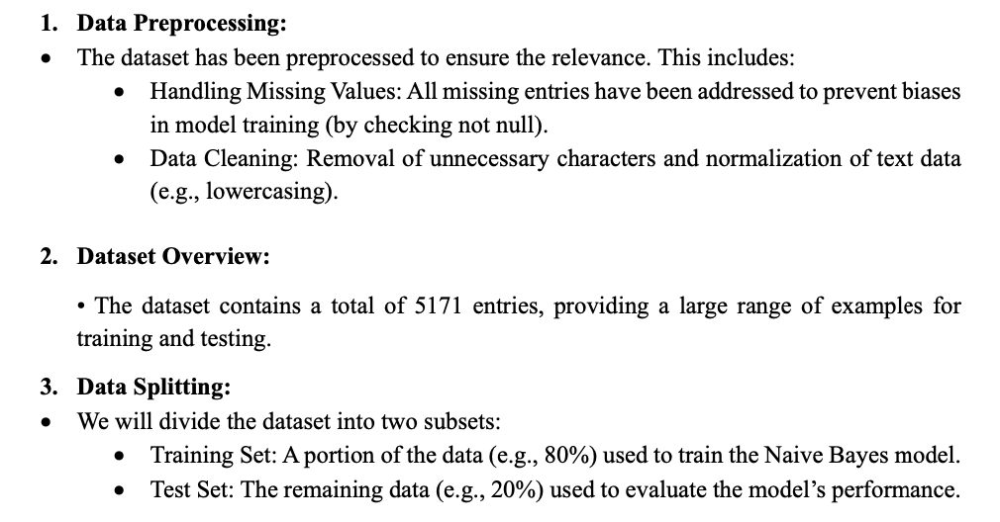 1. Data Preprocessing:
• The dataset has been preprocessed to ensure the relevance. This includes:
• Handling Missing Values: All missing entries have been addressed to prevent biases
in model training (by checking not null).
• Data Cleaning: Removal of unnecessary characters and normalization of text data
(e.g., lowercasing).
2. Dataset Overview:
• The dataset contains a total of 5171 entries, providing a large range of examples for
training and testing.
3. Data Splitting:
• We will divide the dataset into two subsets:
• Training Set: A portion of the data (e.g., 80%) used to train the Naive Bayes model.
• Test Set: The remaining data (e.g., 20%) used to evaluate the model’s performance.